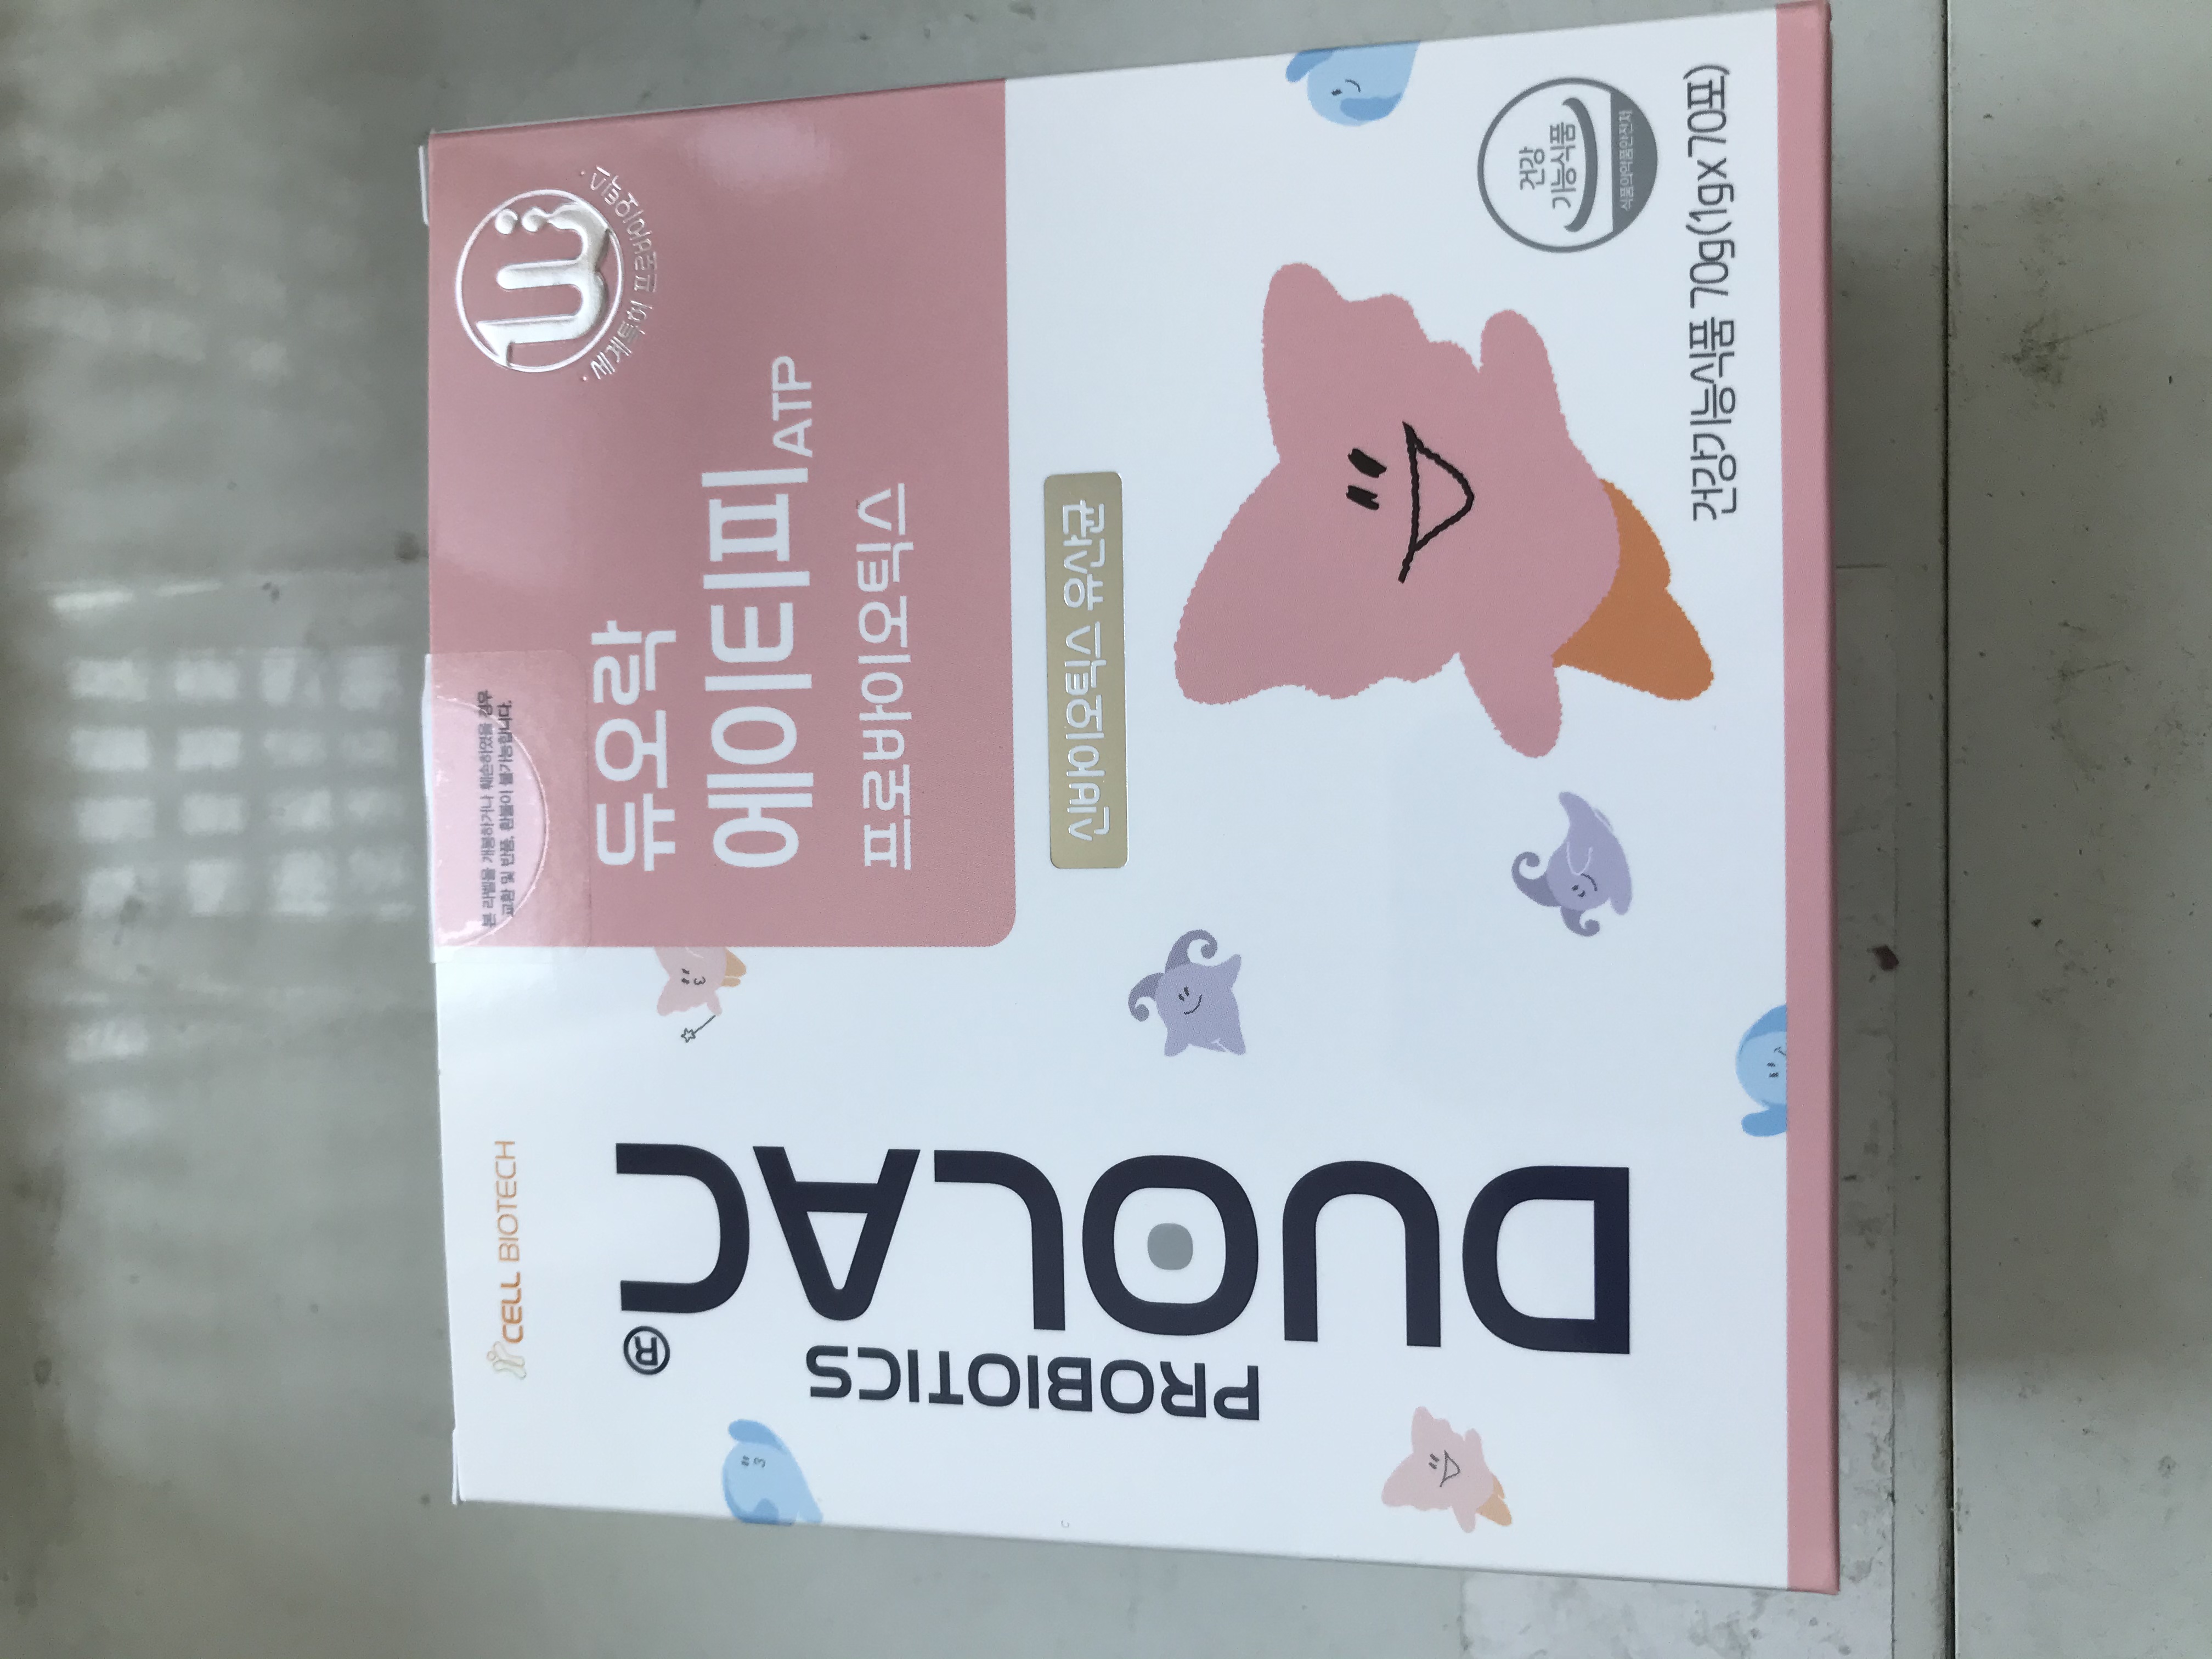 CELL BIOTECH
본 라벨을 개봉하거나 훼손하였을 경우
교환 및 반품, 환불이 불가능합니다.
듀오락
에이티피 ATP
프로바이오틱스
신바이오틱스 유산균
· 세계특허 프로바이오틱스 ·
PROBIOTICS
DUOLAC®
건강
기능식품
식품의약품안전처
건강기능식품 70g(1gX70포)